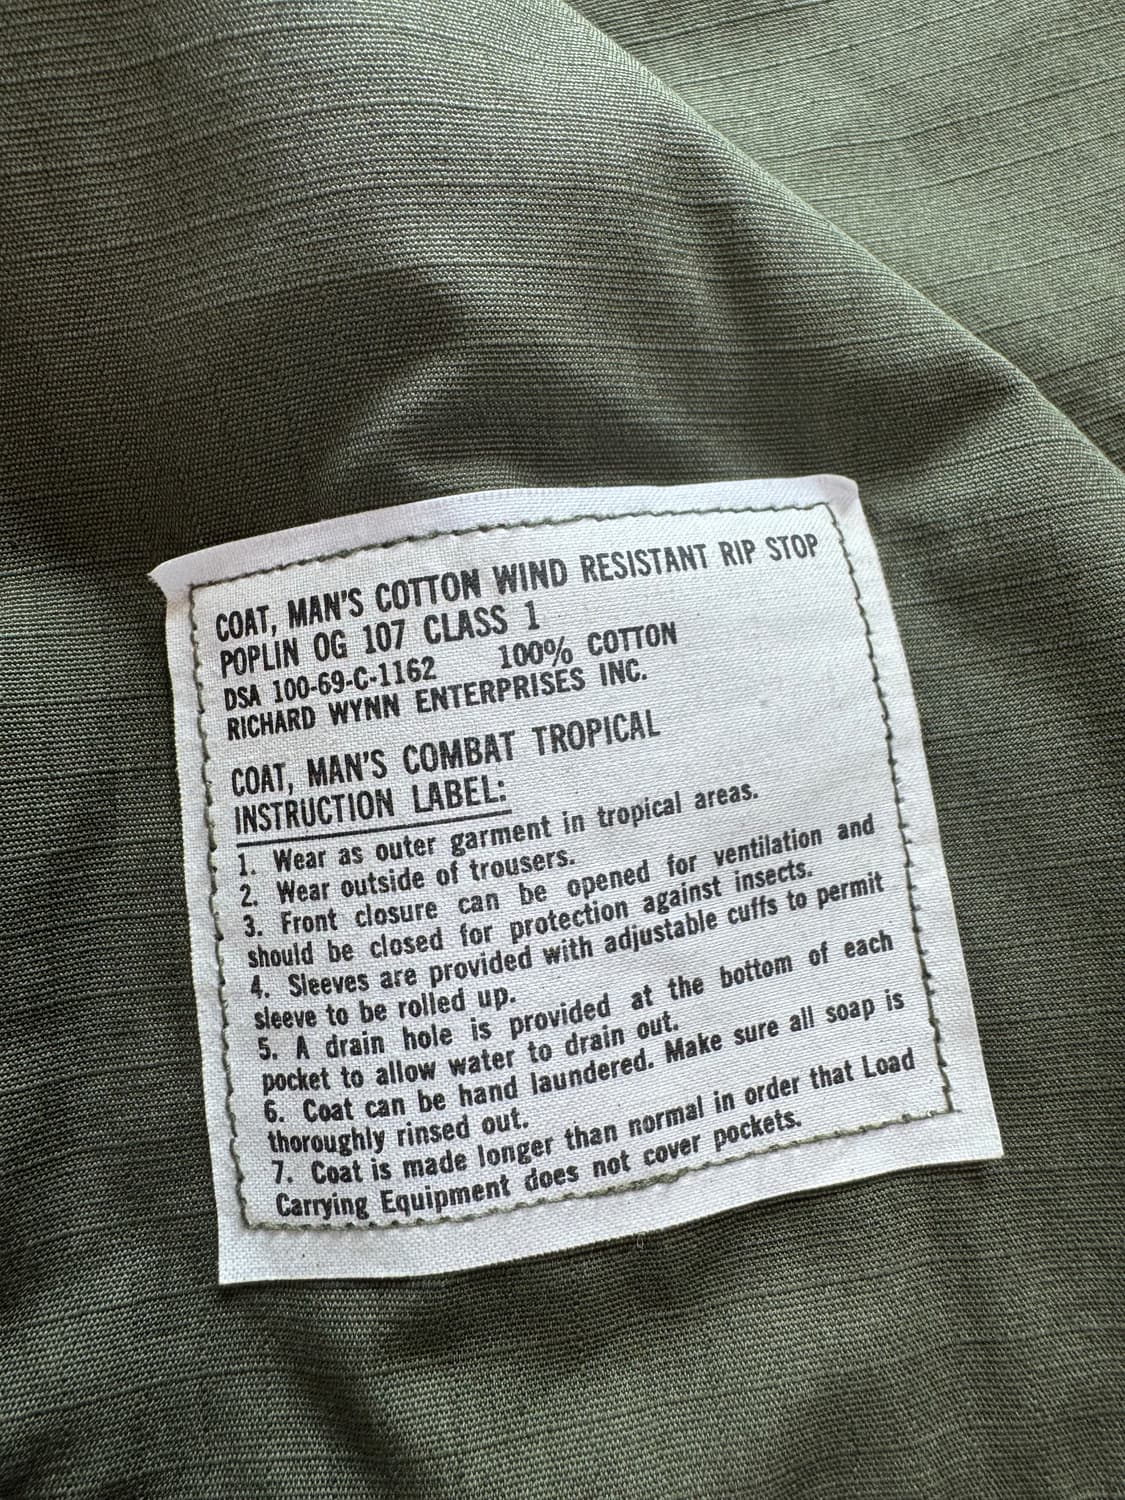 COAT, MAN'S COTTON WIND RESISTANT RIP STOP
POPLIN OG 107 CLASS 1
DSA 100-69-C-1162 100% COTTON
RICHARD WYNN ENTERPRISES INC.
COAT, MAN'S COMBAT TROPICAL
INSTRUCTION LABEL:
1. Wear as outer garment in tropical areas.
2. Wear outside of trousers.
3. Front closure can be opened for ventilation and
should be closed for protection against insects.
4. Sleeves are provided with adjustable cuffs to permit
sleeve to be rolled up.
5. A drain hole is provided at the bottom of each
pocket to allow water to drain out.
6. Coat can be hand laundered. Make sure all soap is
thoroughly rinsed out.
7. Coat is made longer than normal in order that Load
Carrying Equipment does not cover pockets.